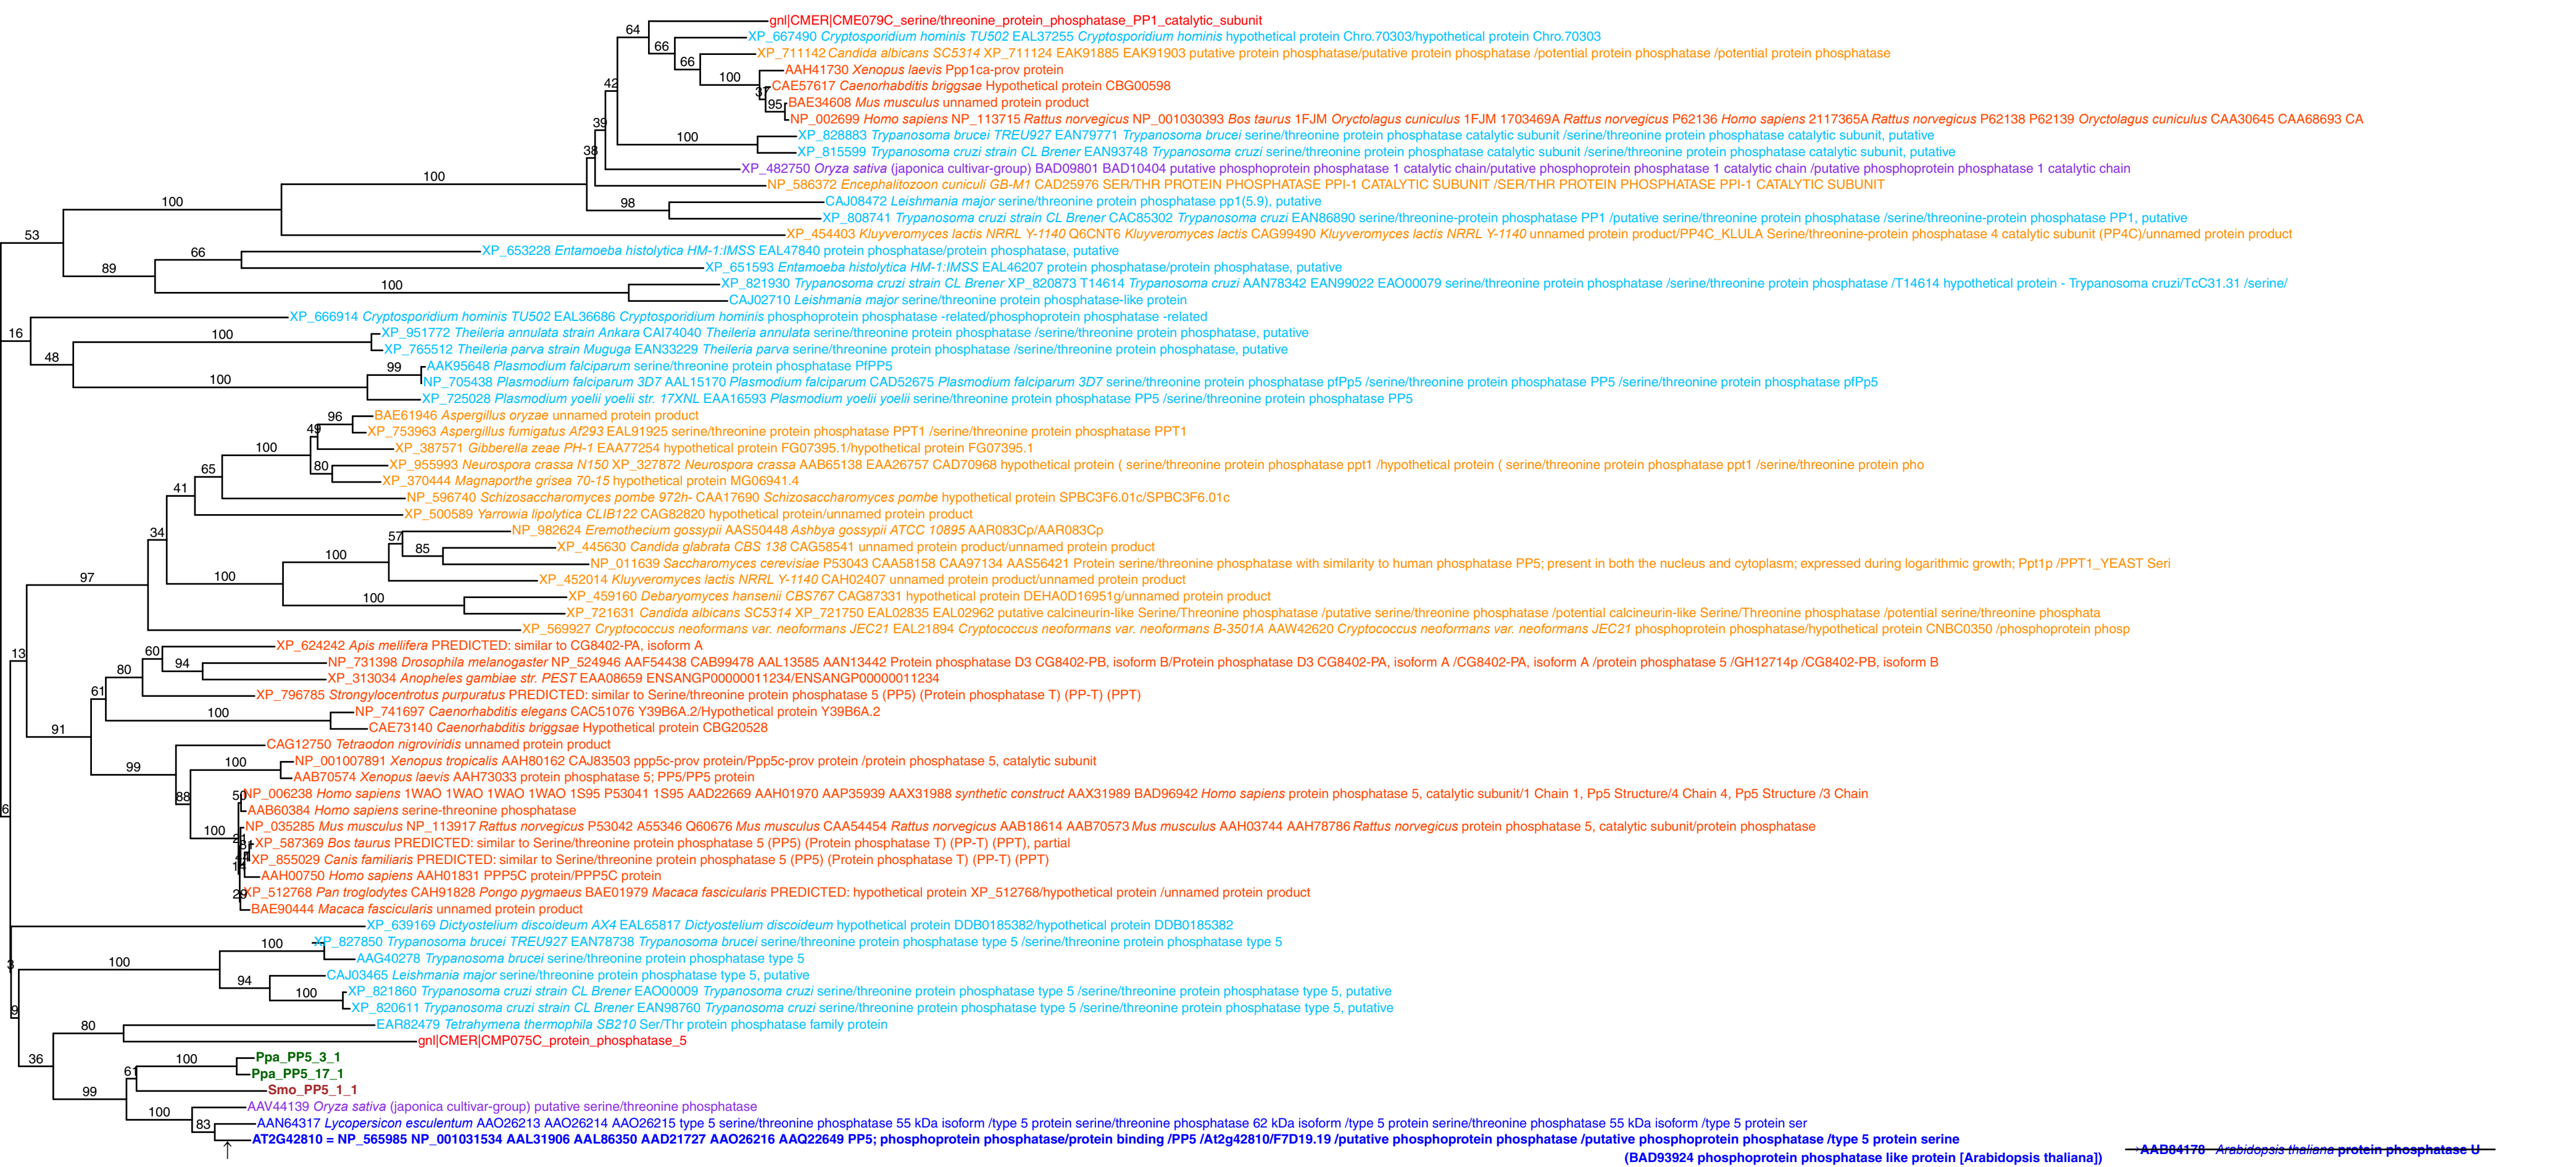 64
gnl|CMER|CME079C_serine/threonine_protein_phosphatase_PP1_catalytic_subunit
XP_667490 Cryptosporidium hominis TU502 EAL37255 Cryptosporidium hominis hypothetical protein Chro.70303/hypothetical protein Chro.70303
66
XP_711142 Candida albicans SC5314 XP_711124 EAK91885 EAK91903 putative protein phosphatase/putative protein phosphatase /potential protein phosphatase /potential protein phosphatase
66
AAH41730 Xenopus laevis Ppp1ca-prov protein
100
42
CAE57617 Caenorhabditis briggsae Hypothetical protein CBG00598
37
BAE34608 Mus musculus unnamed protein product
95
NP_002699 Homo sapiens NP_113715 Rattus norvegicus NP_001030393 Bos taurus 1FJM Oryctolagus cuniculus 1FJM 1703469A Rattus norvegicus P62136 Homo sapiens 2117365A Rattus norvegicus P62138 P62139 Oryctolagus cuniculus CAA30645 CAA68693 CA
39
100
XP_828883 Trypanosoma brucei TREU927 EAN79771 Trypanosoma brucei serine/threonine protein phosphatase catalytic subunit /serine/threonine protein phosphatase catalytic subunit, putative
38
XP_815599 Trypanosoma cruzi strain CL Brener EAN93748 Trypanosoma cruzi serine/threonine protein phosphatase catalytic subunit /serine/threonine protein phosphatase catalytic subunit, putative
XP_482750 Oryza sativa (japonica cultivar-group) BAD09801 BAD10404 putative phosphoprotein phosphatase 1 catalytic chain/putative phosphoprotein phosphatase 1 catalytic chain /putative phosphoprotein phosphatase 1 catalytic chain
100
NP_586372 Encephalitozoon cuniculi GB-M1 CAD25976 SER/THR PROTEIN PHOSPHATASE PPI-1 CATALYTIC SUBUNIT /SER/THR PROTEIN PHOSPHATASE PPI-1 CATALYTIC SUBUNIT
100
98
CAJ08472 Leishmania major serine/threonine protein phosphatase pp1(5.9), putative
XP_808741 Trypanosoma cruzi strain CL Brener CAC85302 Trypanosoma cruzi EAN86890 serine/threonine-protein phosphatase PP1 /putative serine/threonine protein phosphatase /serine/threonine-protein phosphatase PP1, putative
53
XP_454403 Kluyveromyces lactis NRRL Y-1140 Q6CNT6 Kluyveromyces lactis CAG99490 Kluyveromyces lactis NRRL Y-1140 unnamed protein product/PP4C_KLULA Serine/threonine-protein phosphatase 4 catalytic subunit (PP4C)/unnamed protein product
66
XP_653228 Entamoeba histolytica HM-1:IMSS EAL47840 protein phosphatase/protein phosphatase, putative
89
XP_651593 Entamoeba histolytica HM-1:IMSS EAL46207 protein phosphatase/protein phosphatase, putative
100
XP_821930 Trypanosoma cruzi strain CL Brener XP_820873 T14614 Trypanosoma cruzi AAN78342 EAN99022 EAO00079 serine/threonine protein phosphatase /serine/threonine protein phosphatase /T14614 hypothetical protein - Trypanosoma cruzi/TcC31.31 /serine/
CAJ02710 Leishmania major serine/threonine protein phosphatase-like protein
XP_666914 Cryptosporidium hominis TU502 EAL36686 Cryptosporidium hominis phosphoprotein phosphatase -related/phosphoprotein phosphatase -related
16
100
XP_951772 Theileria annulata strain Ankara CAI74040 Theileria annulata serine/threonine protein phosphatase /serine/threonine protein phosphatase, putative
48
XP_765512 Theileria parva strain Muguga EAN33229 Theileria parva serine/threonine protein phosphatase /serine/threonine protein phosphatase, putative
99
AAK95648 Plasmodium falciparum serine/threonine protein phosphatase PfPP5
100
NP_705438 Plasmodium falciparum 3D7 AAL15170 Plasmodium falciparum CAD52675 Plasmodium falciparum 3D7 serine/threonine protein phosphatase pfPp5 /serine/threonine protein phosphatase PP5 /serine/threonine protein phosphatase pfPp5
XP_725028 Plasmodium yoelii yoelii str. 17XNL EAA16593 Plasmodium yoelii yoelii serine/threonine protein phosphatase PP5 /serine/threonine protein phosphatase PP5
96
BAE61946 Aspergillus oryzae unnamed protein product
49
XP_753963 Aspergillus fumigatus Af293 EAL91925 serine/threonine protein phosphatase PPT1 /serine/threonine protein phosphatase PPT1
100
XP_387571 Gibberella zeae PH-1 EAA77254 hypothetical protein FG07395.1/hypothetical protein FG07395.1
65
80
XP_955993 Neurospora crassa N150 XP_327872 Neurospora crassa AAB65138 EAA26757 CAD70968 hypothetical protein ( serine/threonine protein phosphatase ppt1 /hypothetical protein ( serine/threonine protein phosphatase ppt1 /serine/threonine protein pho
XP_370444 Magnaporthe grisea 70-15 hypothetical protein MG06941.4
41
NP_596740 Schizosaccharomyces pombe 972h- CAA17690 Schizosaccharomyces pombe hypothetical protein SPBC3F6.01c/SPBC3F6.01c
XP_500589 Yarrowia lipolytica CLIB122 CAG82820 hypothetical protein/unnamed protein product
34
57
NP_982624 Eremothecium gossypii AAS50448 Ashbya gossypii ATCC 10895 AAR083Cp/AAR083Cp
100
85
XP_445630 Candida glabrata CBS 138 CAG58541 unnamed protein product/unnamed protein product
NP_011639 Saccharomyces cerevisiae P53043 CAA58158 CAA97134 AAS56421 Protein serine/threonine phosphatase with similarity to human phosphatase PP5; present in both the nucleus and cytoplasm; expressed during logarithmic growth; Ppt1p /PPT1_YEAST Seri
97
100
XP_452014 Kluyveromyces lactis NRRL Y-1140 CAH02407 unnamed protein product/unnamed protein product
100
XP_459160 Debaryomyces hansenii CBS767 CAG87331 hypothetical protein DEHA0D16951g/unnamed protein product
XP_721631 Candida albicans SC5314 XP_721750 EAL02835 EAL02962 putative calcineurin-like Serine/Threonine phosphatase /putative serine/threonine phosphatase /potential calcineurin-like Serine/Threonine phosphatase /potential serine/threonine phosphata
XP_569927 Cryptococcus neoformans var. neoformans JEC21 EAL21894 Cryptococcus neoformans var. neoformans B-3501A AAW42620 Cryptococcus neoformans var. neoformans JEC21 phosphoprotein phosphatase/hypothetical protein CNBC0350 /phosphoprotein phosp
13
60
XP_624242 Apis mellifera PREDICTED: similar to CG8402-PA, isoform A
80
94
NP_731398 Drosophila melanogaster NP_524946 AAF54438 CAB99478 AAL13585 AAN13442 Protein phosphatase D3 CG8402-PB, isoform B/Protein phosphatase D3 CG8402-PA, isoform A /CG8402-PA, isoform A /protein phosphatase 5 /GH12714p /CG8402-PB, isoform B
XP_313034 Anopheles gambiae str. PEST EAA08659 ENSANGP00000011234/ENSANGP00000011234
61
XP_796785 Strongylocentrotus purpuratus PREDICTED: similar to Serine/threonine protein phosphatase 5 (PP5) (Protein phosphatase T) (PP-T) (PPT)
100
NP_741697 Caenorhabditis elegans CAC51076 Y39B6A.2/Hypothetical protein Y39B6A.2
91
CAE73140 Caenorhabditis briggsae Hypothetical protein CBG20528
CAG12750 Tetraodon nigroviridis unnamed protein product
99
100
NP_001007891 Xenopus tropicalis AAH80162 CAJ83503 ppp5c-prov protein/Ppp5c-prov protein /protein phosphatase 5, catalytic subunit
AAB70574 Xenopus laevis AAH73033 protein phosphatase 5; PP5/PP5 protein
88
NP_006238 Homo sapiens 1WAO 1WAO 1WAO 1WAO 1S95 P53041 1S95 AAD22669 AAH01970 AAP35939 AAX31988 synthetic construct AAX31989 BAD96942 Homo sapiens protein phosphatase 5, catalytic subunit/1 Chain 1, Pp5 Structure/4 Chain 4, Pp5 Structure /3 Chain
6
AAB60384 Homo sapiens serine-threonine phosphatase
100
NP_035285 Mus musculus NP_113917 Rattus norvegicus P53042 A55346 Q60676 Mus musculus CAA54454 Rattus norvegicus AAB18614 AAB70573 Mus musculus AAH03744 AAH78786 Rattus norvegicus protein phosphatase 5, catalytic subunit/protein phosphatase
XP_587369 Bos taurus PREDICTED: similar to Serine/threonine protein phosphatase 5 (PP5) (Protein phosphatase T) (PP-T) (PPT), partial
XP_855029 Canis familiaris PREDICTED: similar to Serine/threonine protein phosphatase 5 (PP5) (Protein phosphatase T) (PP-T) (PPT)
AAH00750 Homo sapiens AAH01831 PPP5C protein/PPP5C protein
XP_512768 Pan troglodytes CAH91828 Pongo pygmaeus BAE01979 Macaca fascicularis PREDICTED: hypothetical protein XP_512768/hypothetical protein /unnamed protein product
BAE90444 Macaca fascicularis unnamed protein product
XP_639169 Dictyostelium discoideum AX4 EAL65817 Dictyostelium discoideum hypothetical protein DDB0185382/hypothetical protein DDB0185382
100
XP_827850 Trypanosoma brucei TREU927 EAN78738 Trypanosoma brucei serine/threonine protein phosphatase type 5 /serine/threonine protein phosphatase type 5
3
100
AAG40278 Trypanosoma brucei serine/threonine protein phosphatase type 5
94
CAJ03465 Leishmania major serine/threonine protein phosphatase type 5, putative
100
XP_821860 Trypanosoma cruzi strain CL Brener EAO00009 Trypanosoma cruzi serine/threonine protein phosphatase type 5 /serine/threonine protein phosphatase type 5, putative
9
XP_820611 Trypanosoma cruzi strain CL Brener EAN98760 Trypanosoma cruzi serine/threonine protein phosphatase type 5 /serine/threonine protein phosphatase type 5, putative
80
EAR82479 Tetrahymena thermophila SB210 Ser/Thr protein phosphatase family protein
gnl|CMER|CMP075C_protein_phosphatase_5
36
100
Ppa_PP5_3_1
61
Ppa_PP5_17_1
99
Smo_PP5_1_1
100
AAV44139 Oryza sativa (japonica cultivar-group) putative serine/threonine phosphatase
83
AAN64317 Lycopersicon esculentum AAO26213 AAO26214 AAO26215 type 5 serine/threonine phosphatase 55 kDa isoform /type 5 protein serine/threonine phosphatase 62 kDa isoform /type 5 protein serine/threonine phosphatase 55 kDa isoform /type 5 protein ser
AT2G42810 = NP_565985 NP_001031534 AAL31906 AAL86350 AAD21727 AAO26216 AAQ22649 PP5; phosphoprotein phosphatase/protein binding /PP5 /At2g42810/F7D19.19 /putative phosphoprotein phosphatase /putative phosphoprotein phosphatase /type 5 protein serine
AAB84178 Arabidopsis thaliana protein phosphatase U
(BAD93924 phosphoprotein phosphatase like protein [Arabidopsis thaliana])